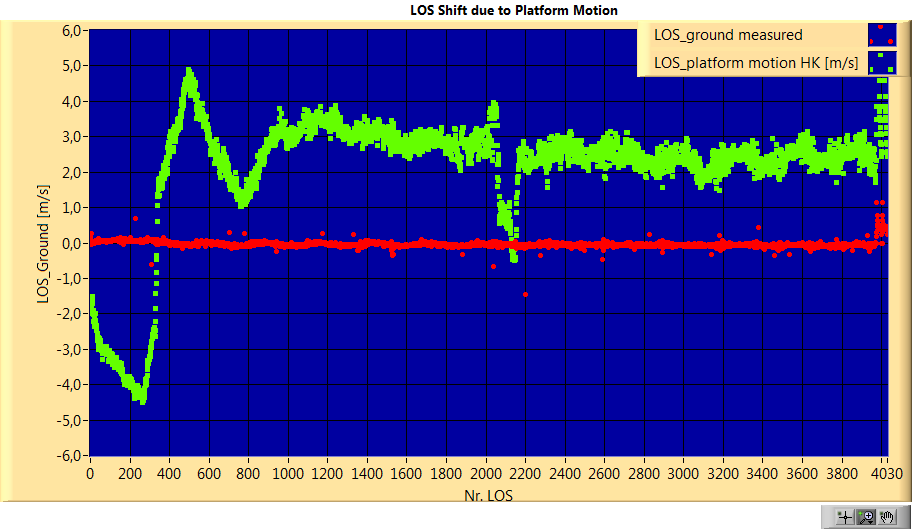 LOS Shift due to Platform Motion
LOS_ground measured
LOS_platform motion HK [m/s]
6,0
5,0
4,0
3,0
2,0
1,0
0,0
-1,0
-2,0
-3,0
-4,0
-5,0
-6,0
LOS_Ground [m/s]
0 200 400 600 800 1000 1200 1400 1600 1800 2000 2200 2400 2600 2800 3000 3200 3400 3600 3800 4030
Nr. LOS